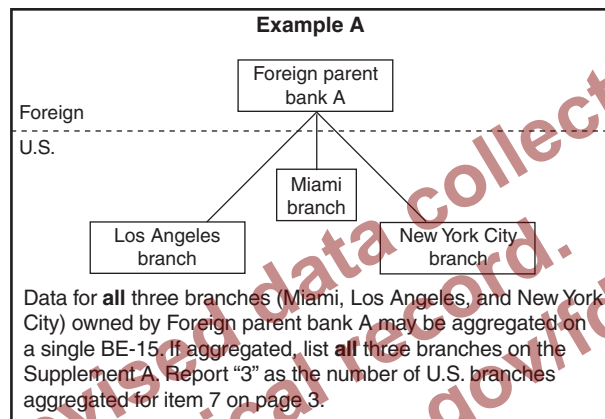 Example A
Foreign parent
bank A
Foreign
U.S.
Miami
branch
Los Angeles
branch
New York City
branch
Data for all three branches (Miami, Los Angeles, and New York
City) owned by Foreign parent bank A may be aggregated on
a single BE-15. If aggregated, list all three branches on the
Supplement A. Report “3” as the number of U.S. branches
aggregated for item 7 on page 3.
data collect
record.